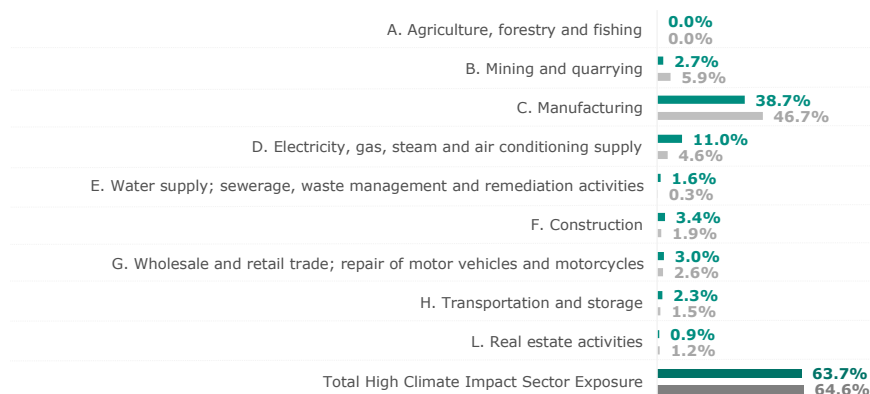 A. Agriculture, forestry and fishing
0.0%
0.0%
B. Mining and quarrying
2.7%
5.9%
C. Manufacturing
38.7%
46.7%
D. Electricity, gas, steam and air conditioning supply
11.0%
4.6%
E. Water supply; sewerage, waste management and remediation activities
1.6%
0.3%
F. Construction
3.4%
1.9%
G. Wholesale and retail trade; repair of motor vehicles and motorcycles
3.0%
2.6%
H. Transportation and storage
2.3%
1.5%
L. Real estate activities
0.9%
1.2%
Total High Climate Impact Sector Exposure
63.7%
64.6%